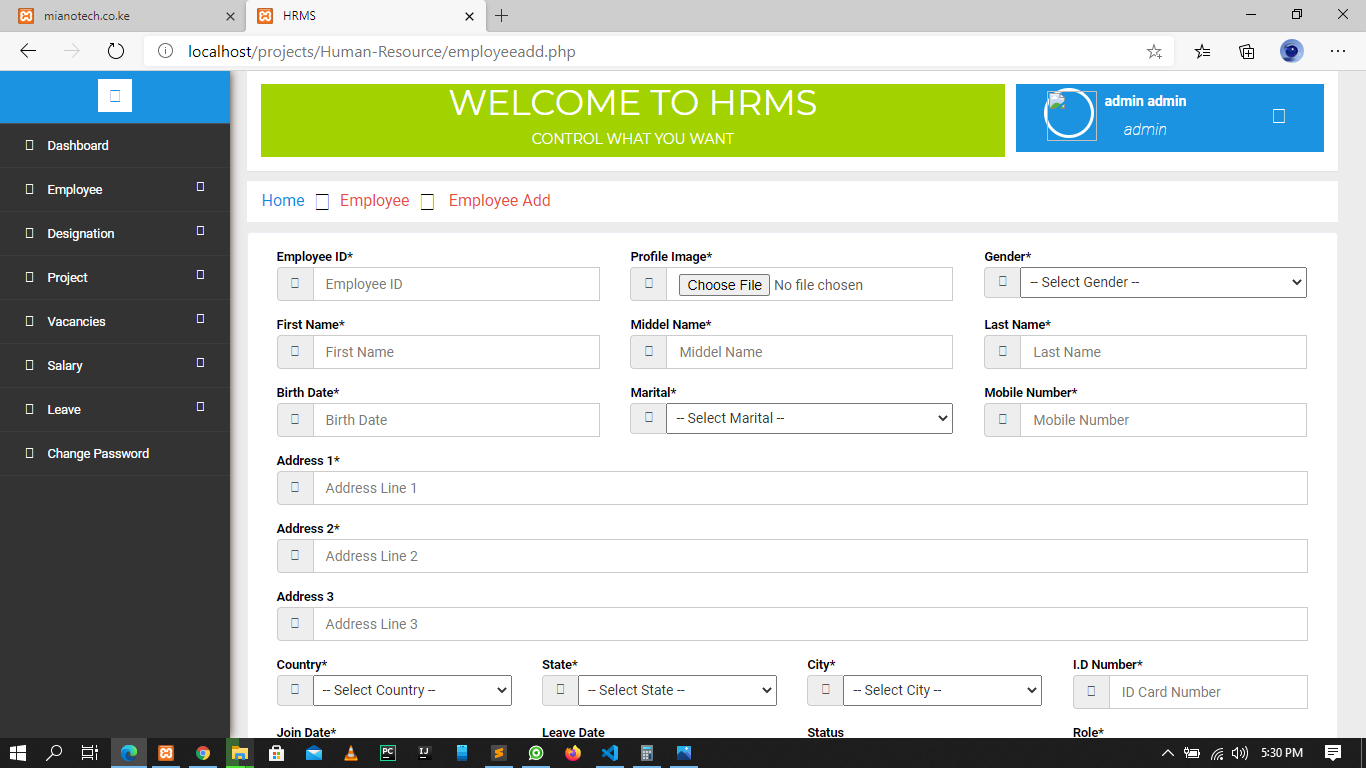 mianotech.co.ke
HRMS
localhost/projects/Human-Resource/employeeadd.php
WELCOME TO HRMS
CONTROL WHAT YOU WANT
admin admin
admin
Dashboard
Employee
Designation
Project
Vacancies
Salary
Leave
Change Password
Home Employee Employee Add
Employee ID* Profile Image* Gender*
Employee ID Choose File No file chosen -- Select Gender --
First Name* Middel Name* Last Name*
First Name Middel Name Last Name
Birth Date* Marital* Mobile Number*
Birth Date -- Select Marital -- Mobile Number
Address 1*
Address Line 1
Address 2*
Address Line 2
Address 3
Address Line 3
Country* State* City* I.D Number*
-- Select Country -- -- Select State -- -- Select City -- ID Card Number
Join Date* Leave Date Status Role*
PC IJ 5:30 PM